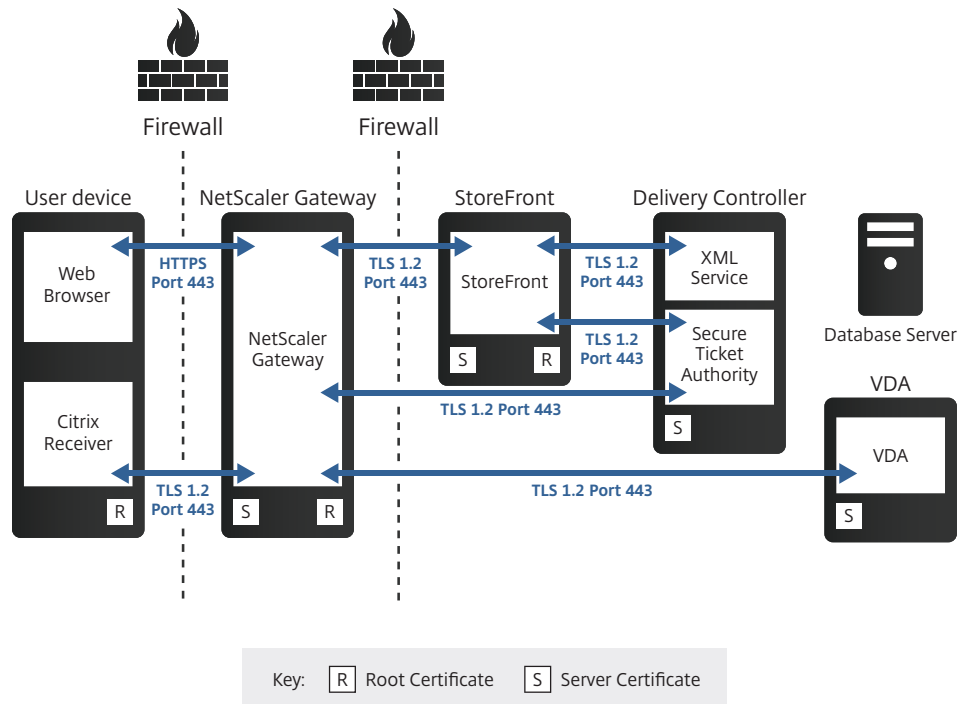 Firewall
Firewall
User device
NetScaler Gateway
StoreFront
Delivery Controller
Web
Browser
HTTPS
Port 443
TLS 1.2
Port 443
StoreFront
TLS 1.2
Port 443
XML
Service
NetScaler
Gateway
TLS 1.2
Port 443
Secure
Ticket
Authority
Database Server
S
R
TLS 1.2 Port 443
S
Citrix
Receiver
TLS 1.2
Port 443
R
S
R
TLS 1.2 Port 443
VDA
VDA
S
Key:
R
Root Certificate
S
Server Certificate